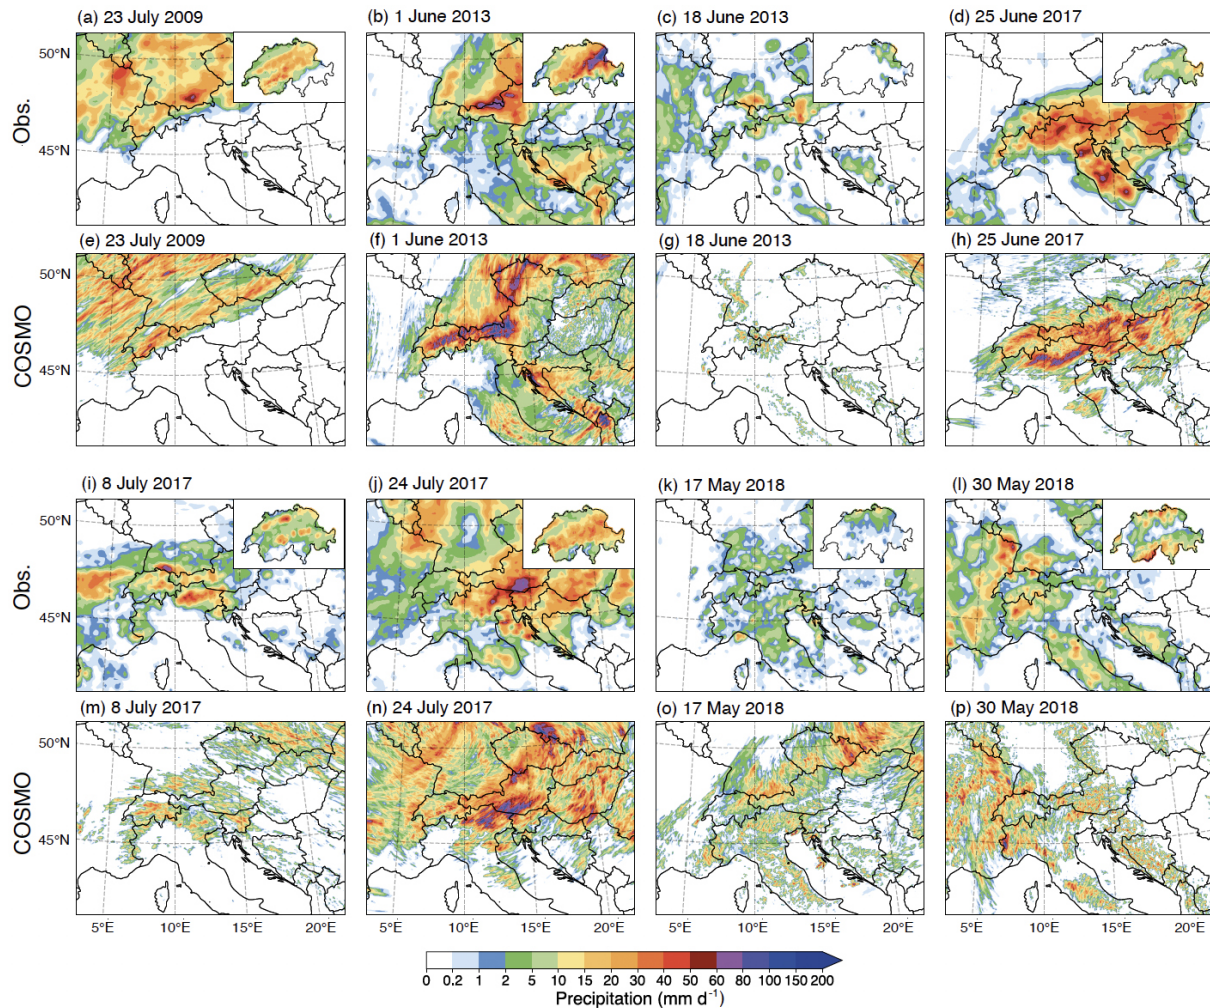 (a) 23 July 2009 (b) 1 June 2013 (c) 18 June 2013 (d) 25 June 2017
50°N
Obs.
45°N
(e) 23 July 2009 (f) 1 June 2013 (g) 18 June 2013 (h) 25 June 2017
50°N
COSMO
45°N
(i) 8 July 2017 (j) 24 July 2017 (k) 17 May 2018 (l) 30 May 2018
50°N
Obs.
45°N
(m) 8 July 2017 (n) 24 July 2017 (o) 17 May 2018 (p) 30 May 2018
50°N
COSMO
45°N
5°E 10°E 15°E 20°E 5°E 10°E 15°E 20°E 5°E 10°E 15°E 20°E 5°E 10°E 15°E 20°E
0 0.2 1 2 5 10 15 20 30 40 50 60 80 100 150 200
Precipitation (mm d⁻¹)